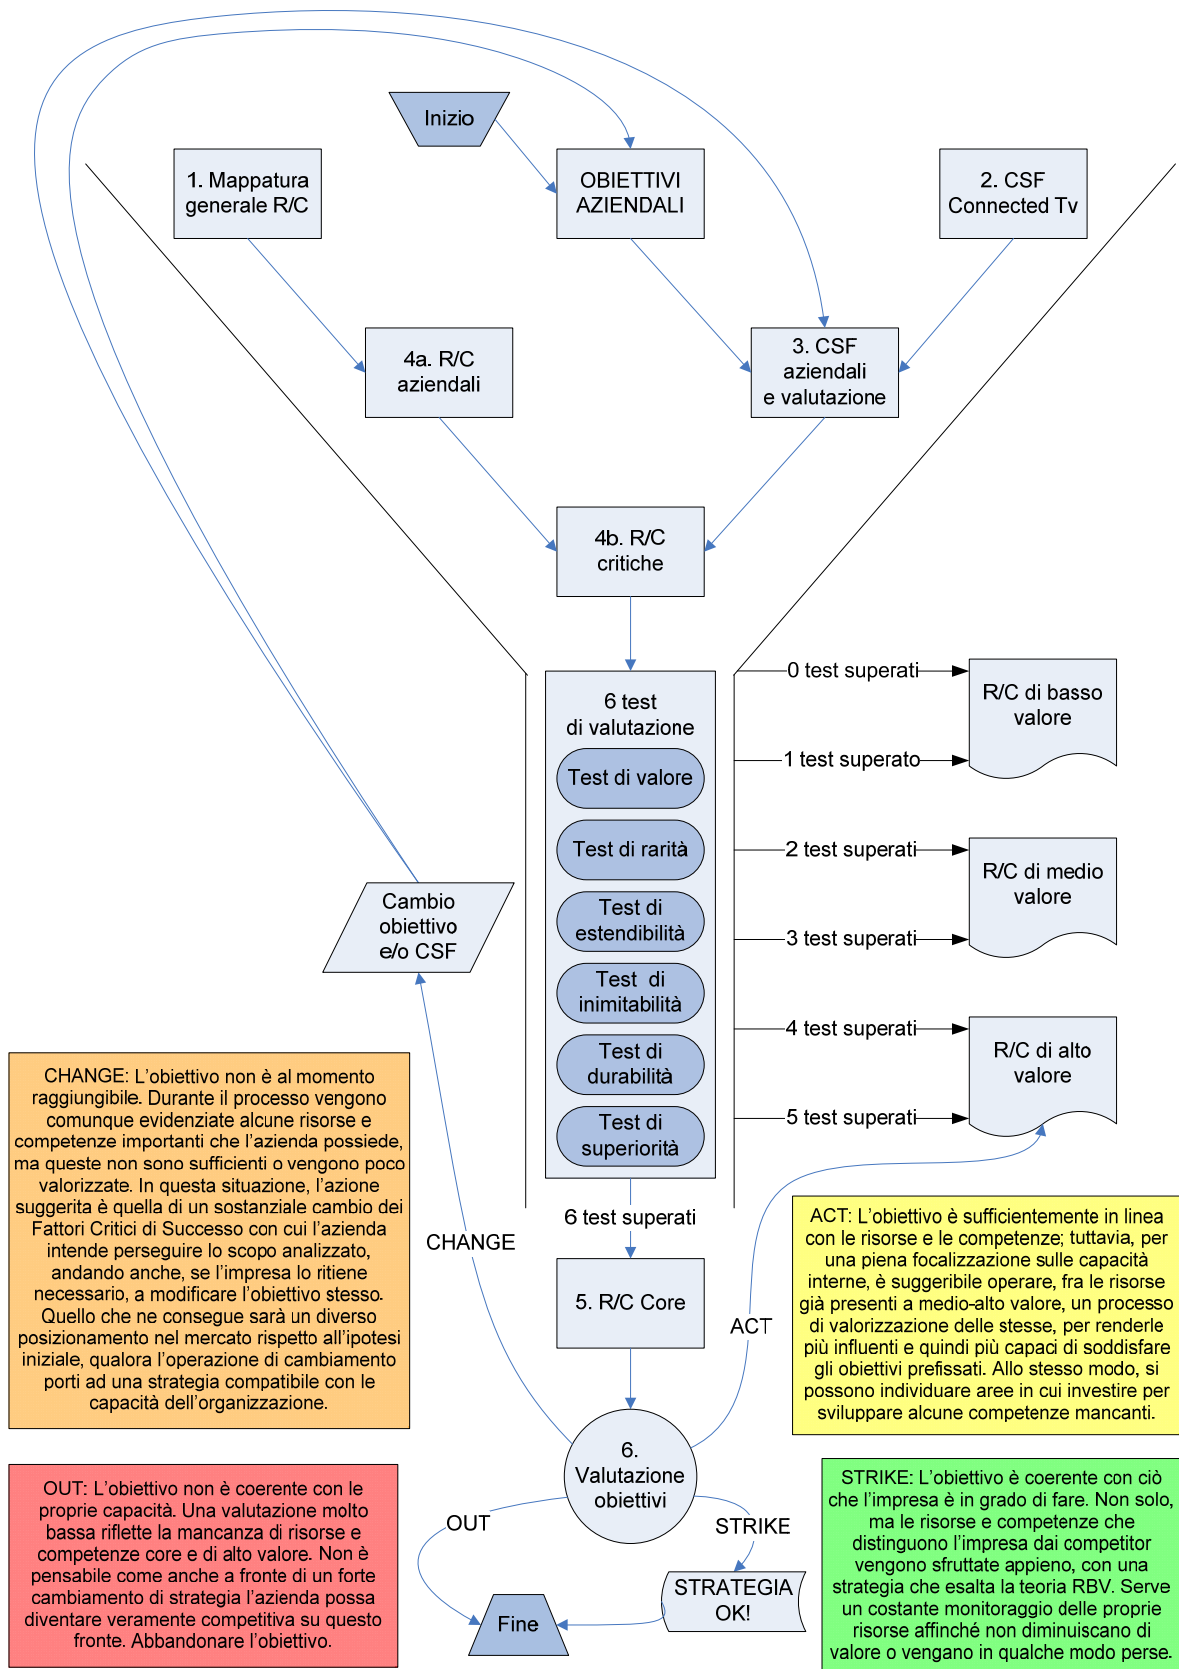 Inizio
1. Mappatura
generale R/C
OBIETTIVI
AZIENDALI
2. CSF
Connected Tv
4a. R/C
aziendali
3. CSF
aziendali
e valutazione
4b. R/C
critiche
6 test
di valutazione
Test di valore
Test di rarità
Test di
estendibilità
Test  di
inimitabilità
Test di
durabilità
Test di
superiorità
0 test superati
1 test superato
2 test superati
3 test superati
4 test superati
5 test superati
R/C di basso
valore
R/C di medio
valore
R/C di alto
valore
Cambio
obiettivo
e/o CSF
CHANGE: L'obiettivo non è al momento
raggiungibile. Durante il processo vengono
comunque evidenziate alcune risorse e
competenze importanti che l'azienda possiede,
ma queste non sono sufficienti o vengono poco
valorizzate. In questa situazione, l'azione
suggerita è quella di un sostanziale cambio dei
Fattori Critici di Successo con cui l'azienda
intende perseguire lo scopo analizzato,
andando anche, se l'impresa lo ritiene
necessario, a modificare l'obiettivo stesso.
Quello che ne consegue sarà un diverso
posizionamento nel mercato rispetto all'ipotesi
iniziale, qualora l'operazione di cambiamento
porti ad una strategia compatibile con le
capacità dell'organizzazione.
6 test superati
CHANGE
5. R/C Core
ACT
ACT: L'obiettivo è sufficientemente in linea
con le risorse e le competenze; tuttavia, per
una piena focalizzazione sulle capacità
interne, è suggeribile operare, fra le risorse
già presenti a medio-alto valore, un processo
di valorizzazione delle stesse, per renderle
più influenti e quindi più capaci di soddisfare
gli obiettivi prefissati. Allo stesso modo, si
possono individuare aree in cui investire per
sviluppare alcune competenze mancanti.
6.
Valutazione
obiettivi
OUT
STRIKE
STRATEGIA
OK!
Fine
OUT: L'obiettivo non è coerente con le
proprie capacità. Una valutazione molto
bassa riflette la mancanza di risorse e
competenze core e di alto valore. Non è
pensabile come anche a fronte di un forte
cambiamento di strategia l'azienda possa
diventare veramente competitiva su questo
fronte. Abbandonare l'obiettivo.
STRIKE: L'obiettivo è coerente con ciò
che l'impresa è in grado di fare. Non solo,
ma le risorse e competenze che
distinguono l'impresa dai competitor
vengono sfruttate appieno, con una
strategia che esalta la teoria RBV. Serve
un costante monitoraggio delle proprie
risorse affinché non diminuiscano di
valore o vengano in qualche modo perse.